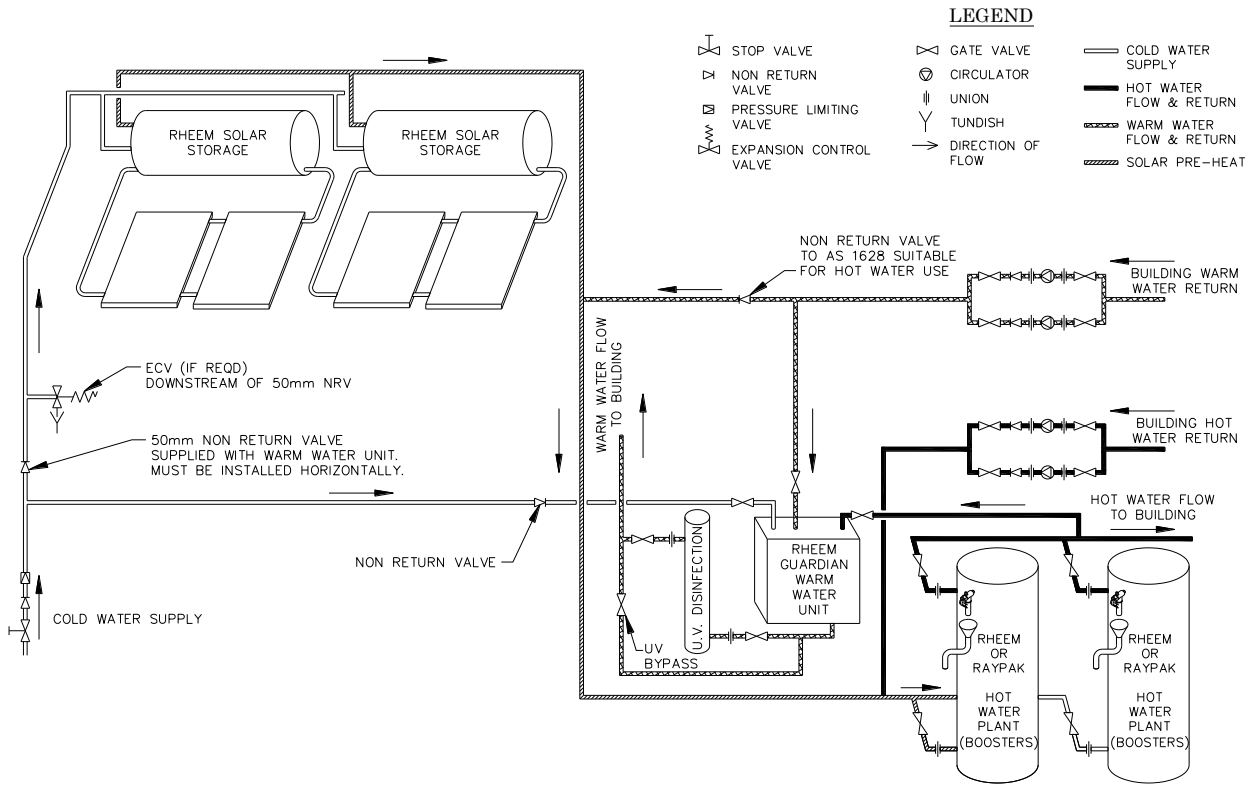 LEGEND
STOP VALVE
NON RETURN
VALVE
PRESSURE LIMITING
VALVE
EXPANSION CONTROL
VALVE
GATE VALVE
CIRCULATOR
UNION
TUNDISH
DIRECTION OF
FLOW
COLD WATER
SUPPLY
HOT WATER
FLOW & RETURN
WARM WATER
FLOW & RETURN
SOLAR PRE-HEAT
RHEEM SOLAR
STORAGE
RHEEM SOLAR
STORAGE
NON RETURN VALVE
TO AS 1628 SUITABLE
FOR HOT WATER USE
BUILDING WARM
WATER RETURN
ECV (IF REQD)
DOWNSTREAM OF 50mm NRV
WARM WATER FLOW
TO BUILDING
50mm NON RETURN VALVE
SUPPLIED WITH WARM WATER UNIT.
MUST BE INSTALLED HORIZONTALLY.
BUILDING HOT
WATER RETURN
HOT WATER FLOW
TO BUILDING
NON RETURN VALVE
U.V. DISINFECTION
RHEEM
GUARDIAN
WARM
WATER
UNIT
COLD WATER SUPPLY
UV
BYPASS
RHEEM
OR
RAYPAK
HOT
WATER
PLANT
(BOOSTERS)
RHEEM
OR
RAYPAK
HOT
WATER
PLANT
(BOOSTERS)